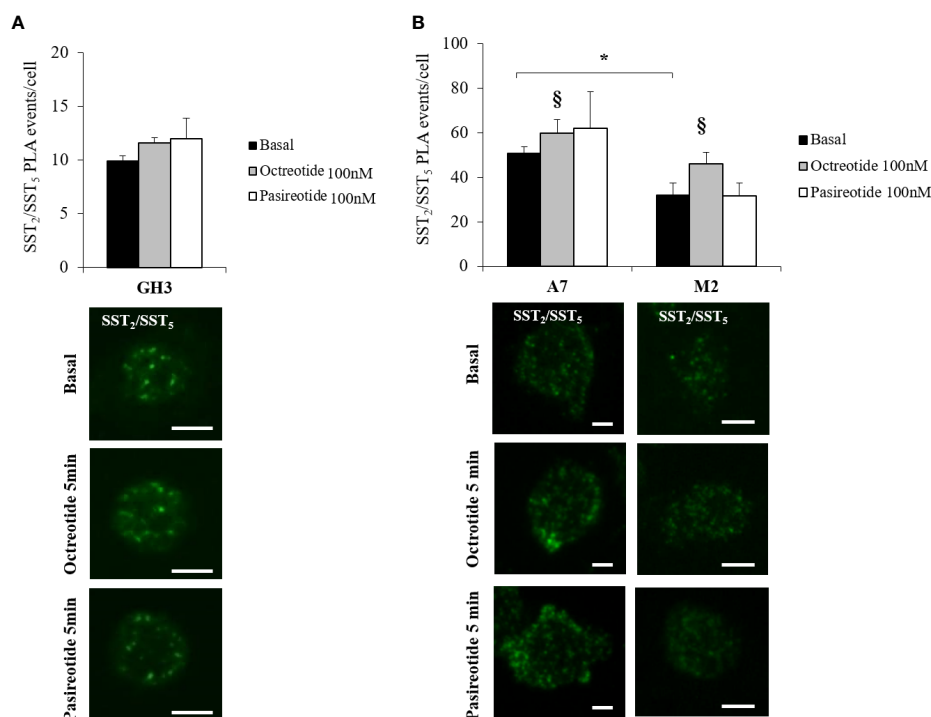 A
SST₂/SST₅ PLA events/cell
20
15
10
5
0
Basal
Octreotide 100nM
Pasireotide 100nM
GH3
SST₂/SST₅
Basal
Octreotide 5min
Pasireotide 5min
B
SST₂/SST₅ PLA events/cell
100
80
60
40
20
0
*
§
§
Basal
Octreotide 100nM
Pasireotide 100nM
A7
M2
SST₂/SST₅
SST₂/SST₅
Basal
Octrotide 5 min
Pasireotide 5 min